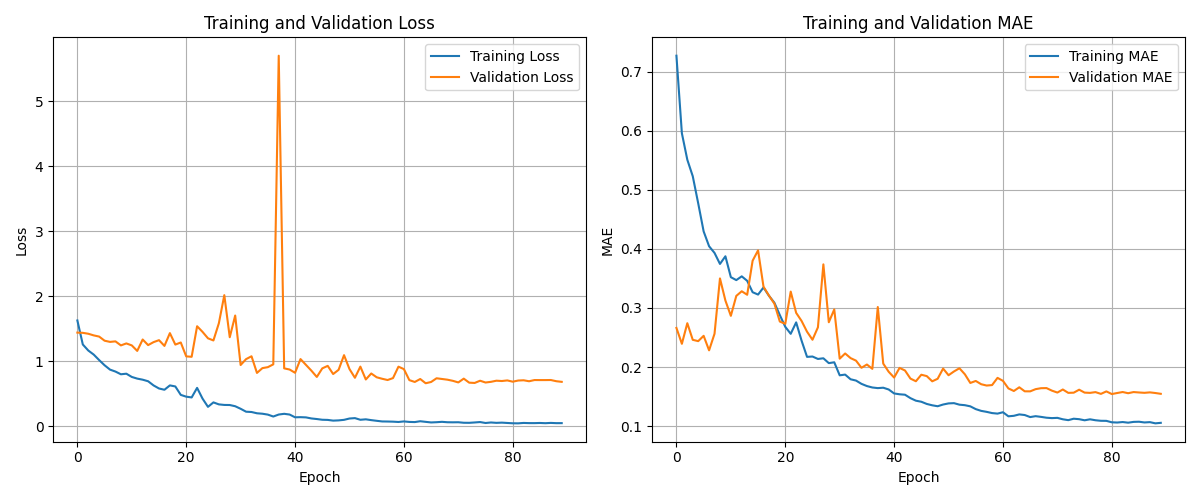 Training and Validation Loss
Training Loss
Validation Loss
5
4
3
2
1
0
Loss
0 20 40 60 80
Epoch
Training and Validation MAE
Training MAE
Validation MAE
0.7
0.6
0.5
0.4
0.3
0.2
0.1
MAE
0 20 40 60 80
Epoch